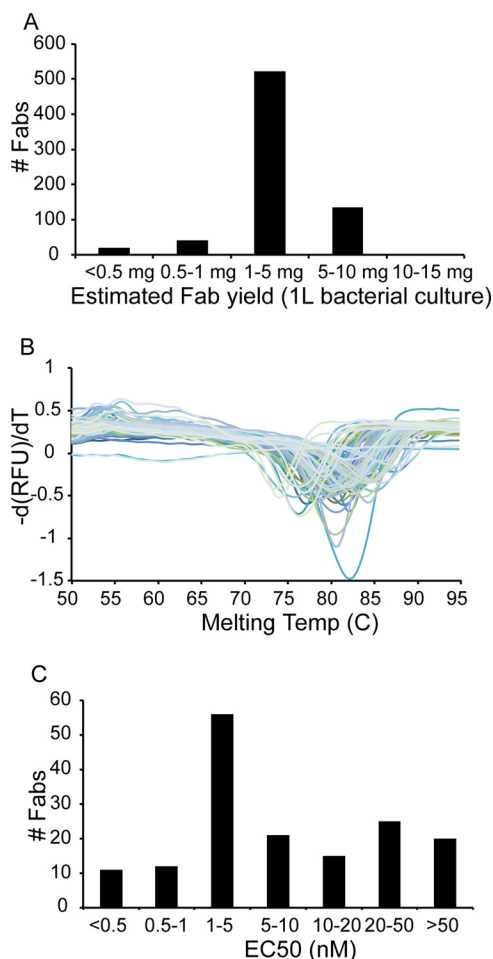 A
600
500
400
300
200
100
0
# Fabs
<0.5 mg 0.5-1 mg 1-5 mg 5-10 mg 10-15 mg
Estimated Fab yield (1L bacterial culture)
B
1
0.5
0
-0.5
-1
-1.5
-d(RFU)/dT
50 55 60 65 70 75 80 85 90 95
Melting Temp (C)
C
60
50
40
30
20
10
0
# Fabs
<0.5 0.5-1 1-5 5-10 10-20 20-50 >50
EC50 (nM)